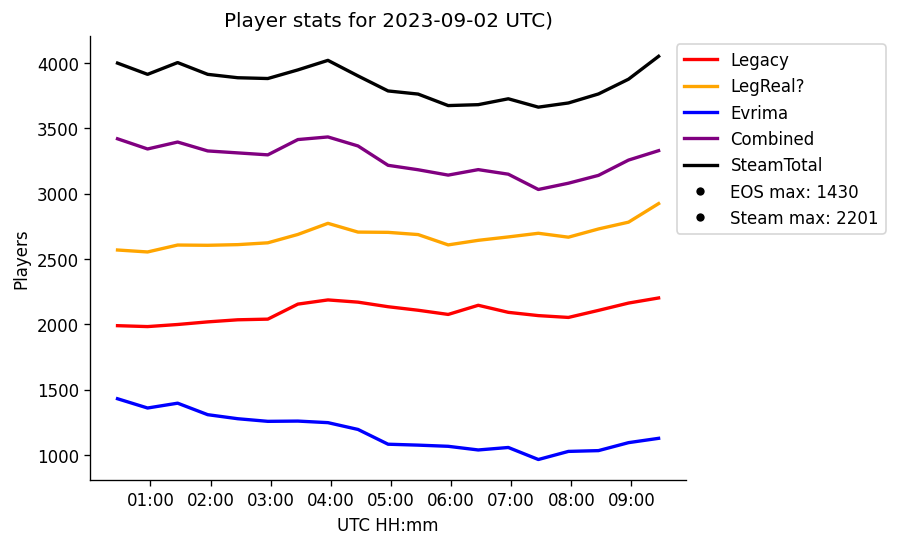 Player stats for 2023-09-02 UTC)
Legacy
LegReal?
Evrima
Combined
SteamTotal
EOS max: 1430
Steam max: 2201
Players
4000
3500
3000
2500
2000
1500
1000
01:00 02:00 03:00 04:00 05:00 06:00 07:00 08:00 09:00
UTC HH:mm